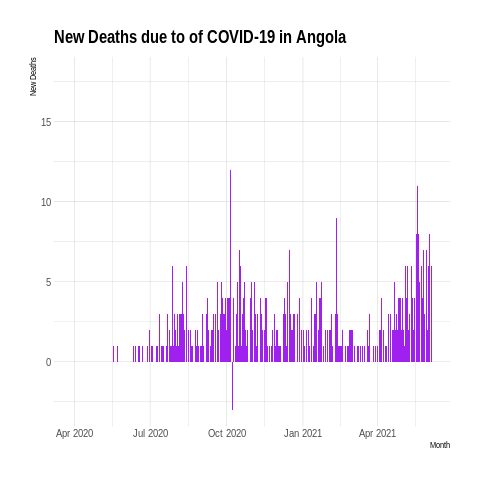 New Deaths due to of COVID-19 in Angola
New Deaths
15
10
5
0
Apr 2020
Jul 2020
Oct 2020
Jan 2021
Apr 2021
Month